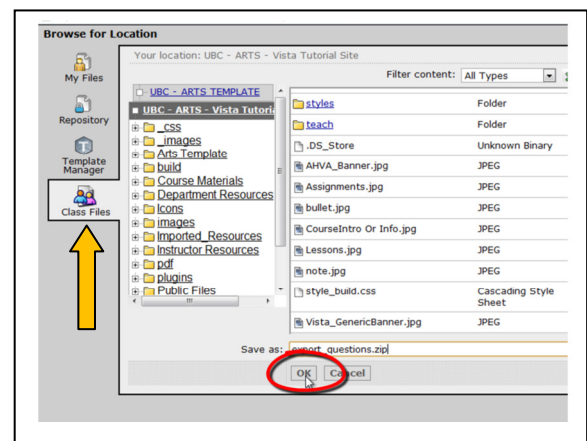 Browse for Location
My Files
Repository
Template
Manager
Class Files
Your location: UBC - ARTS - Vista Tutorial Site
Filter content: All Types
UBC - ARTS TEMPLATE
UBC - ARTS - Vista Tutori
_css
_images
Arts Template
build
Course Materials
Department Resources
Icons
images
Imported_Resources
Instructor Resources
pdf
plugins
Public Files
styles Folder
teach Folder
.DS_Store Unknown Binary
AHVA_Banner.jpg JPEG
Assignments.jpg JPEG
bullet.jpg JPEG
CourseIntro Or Info.jpg JPEG
Lessons.jpg JPEG
note.jpg JPEG
style_build.css Cascading Style
Sheet
Vista_GenericBanner.jpg JPEG
Save as: export_questions.zip
OK Cancel